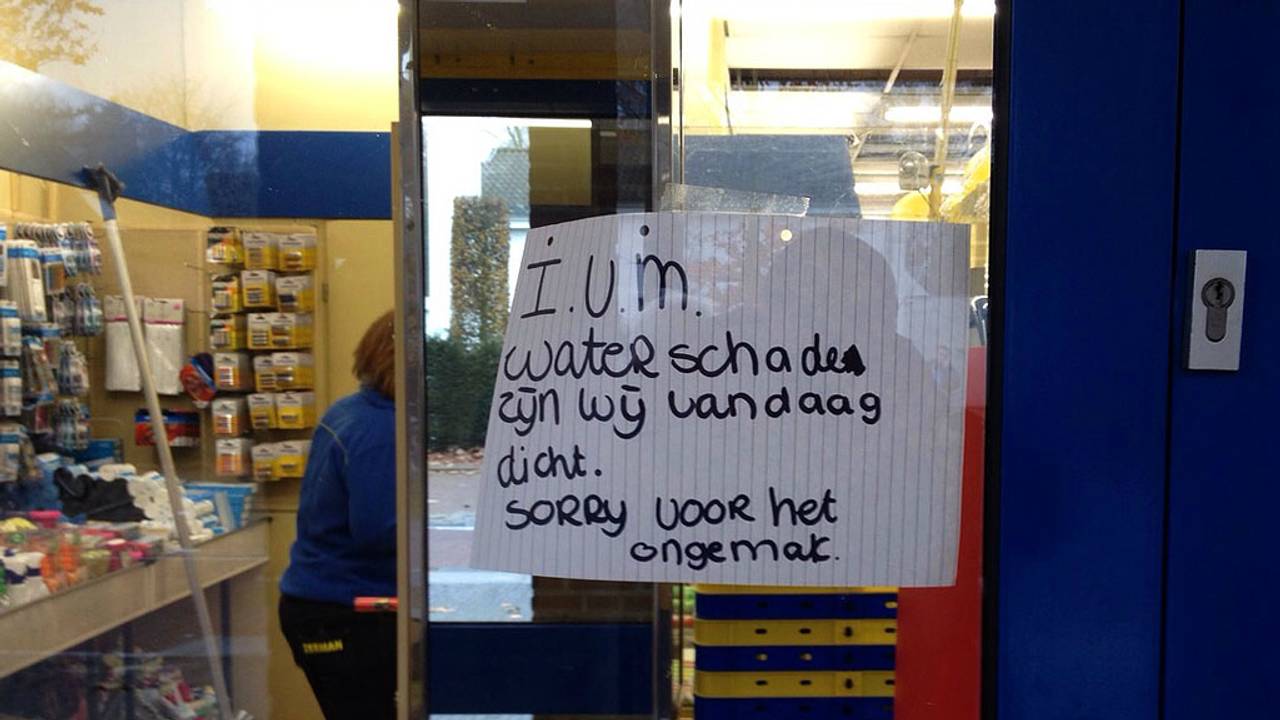 I.U.M.
waterschade
zijn wij vandaag
dicht.
SORRY VOOR het
ongemak.